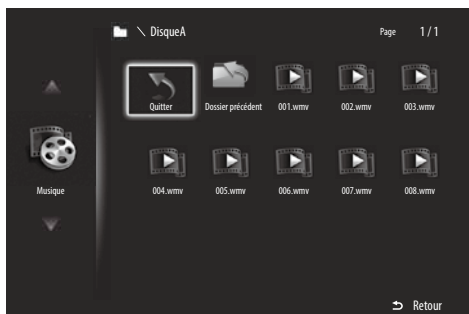 \ DisqueA
Page 1 / 1
Quitter Dossier précédent 001.wmv 002.wmv 003.wmv
Musique 004.wmv 005.wmv 006.wmv 007.wmv 008.wmv
Retour